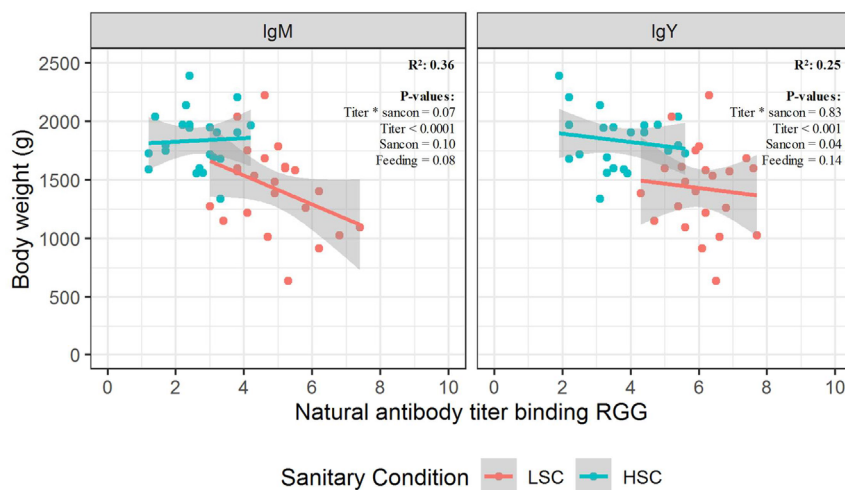 IgM
IgY
R²: 0.36
P-values:
Titer * sancon = 0.07
Titer < 0.0001
Sancon = 0.10
Feeding = 0.08
R²: 0.25
P-values:
Titer * sancon = 0.83
Titer < 0.001
Sancon = 0.04
Feeding = 0.14
Body weight (g)
2500
2000
1500
1000
500
0
0 2 4 6 8 10
0 2 4 6 8 10
Natural antibody titer binding RGG
Sanitary Condition LSC HSC